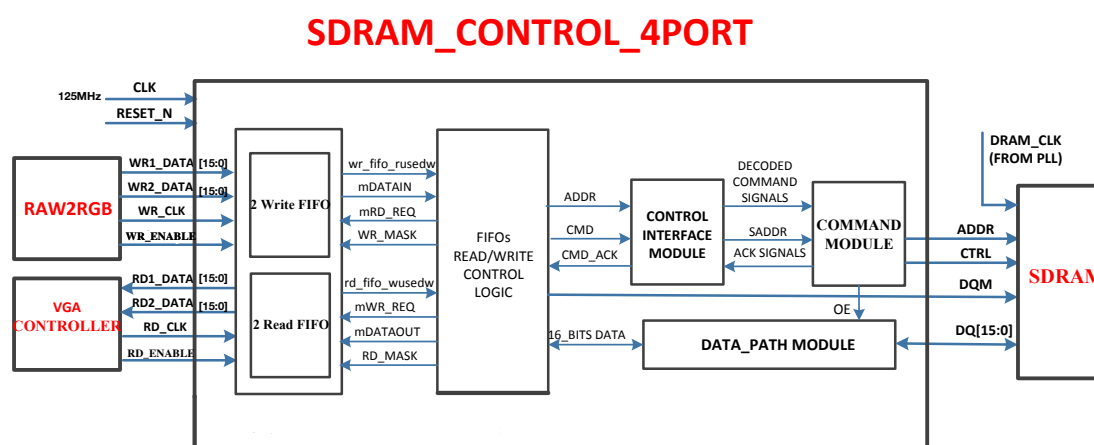 SDRAM_CONTROL_4PORT
125MHz
CLK
RESET_N
RAW2RGB
WR1_DATA [15:0]
WR2_DATA [15:0]
WR_CLK
WR_ENABLE
VGA
CONTROLLER
RD1_DATA [15:0]
RD2_DATA [15:0]
RD_CLK
RD_ENABLE
2 Write FIFO
2 Read FIFO
wr_fifo_rusedw
mDATAIN
mRD_REQ
WR_MASK
rd_fifo_wusedw
mWR_REQ
mDATAOUT
RD_MASK
FIFOs
READ/WRITE
CONTROL
LOGIC
ADDR
CMD
CMD_ACK
16_BITS DATA
CONTROL
INTERFACE
MODULE
DECODED
COMMAND
SIGNALS
SADDR
ACK SIGNALS
COMMAND
MODULE
OE
DATA_PATH MODULE
DRAM_CLK
(FROM PLL)
ADDR
CTRL
DQM
DQ[15:0]
SDRAM